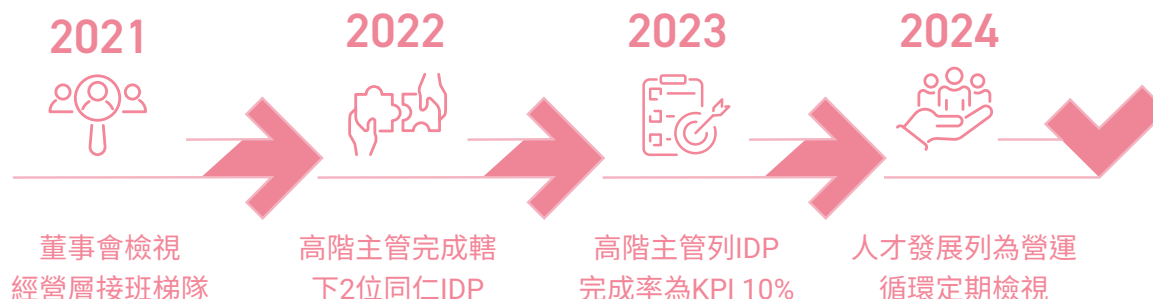 2021
董事會檢視
經營層接班梯隊
2022
高階主管完成轄
下2位同仁IDP
2023
高階主管列IDP
完成率為KPI 10%
2024
人才發展列為營運
循環定期檢視